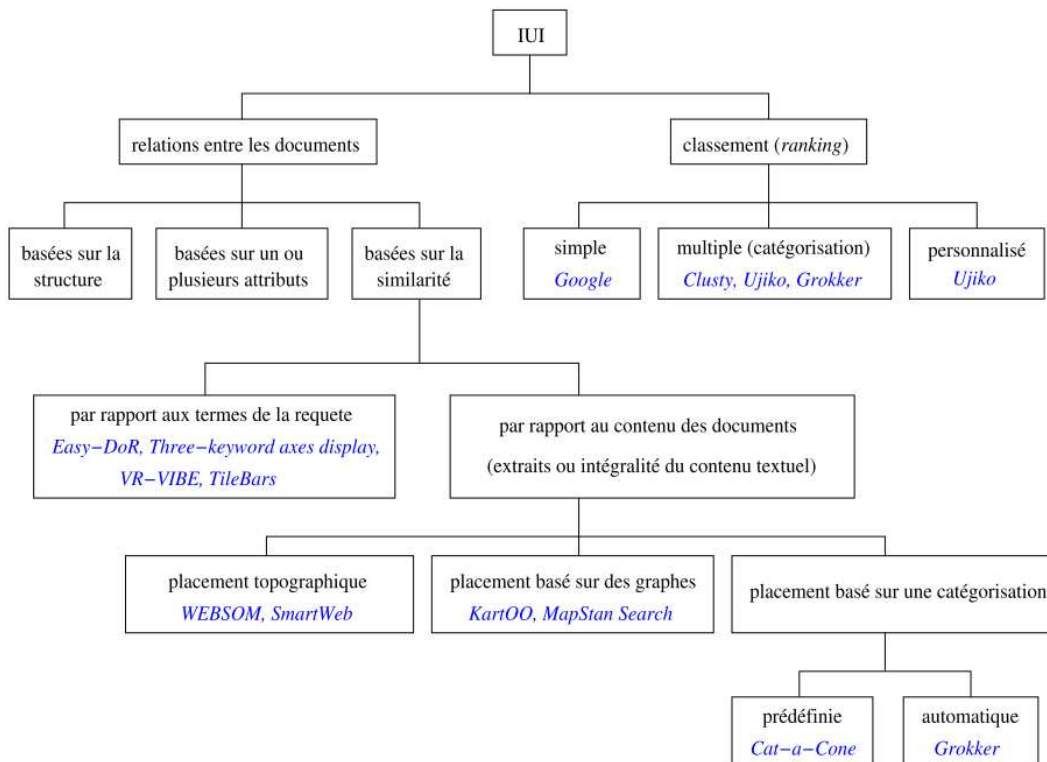 IUI
relations entre les documents
classement (ranking)
basées sur la
structure
basées sur un ou
plusieurs attributs
basées sur la
similarité
simple
Google
multiple (catégorisation)
Clusty, Ujiko, Grokker
personnalisé
Ujiko
par rapport aux termes de la requete
Easy−DoR, Three−keyword axes display,
VR−VIBE, TileBars
par rapport au contenu des documents
(extraits ou intégralité du contenu textuel)
placement topographique
WEBSOM, SmartWeb
placement basé sur des graphes
KartOO, MapStan Search
placement basé sur une catégorisation
prédéfinie
Cat−a−Cone
automatique
Grokker